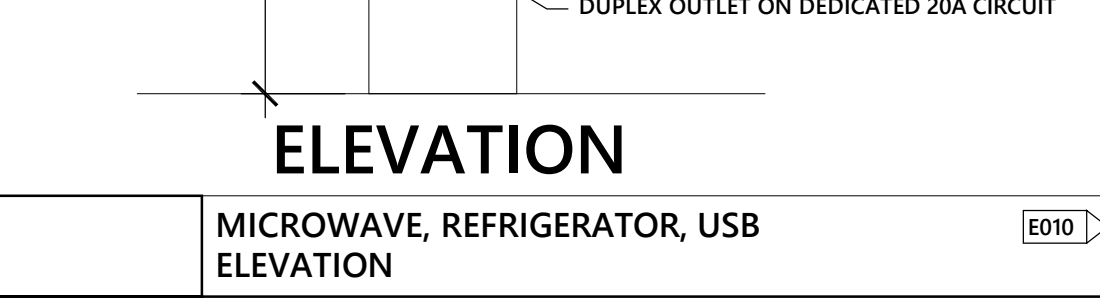 DUPLEX OUTLET ON DEDICATED 20A CIRCUIT
ELEVATION
MICROWAVE, REFRIGERATOR, USB
ELEVATION
E010